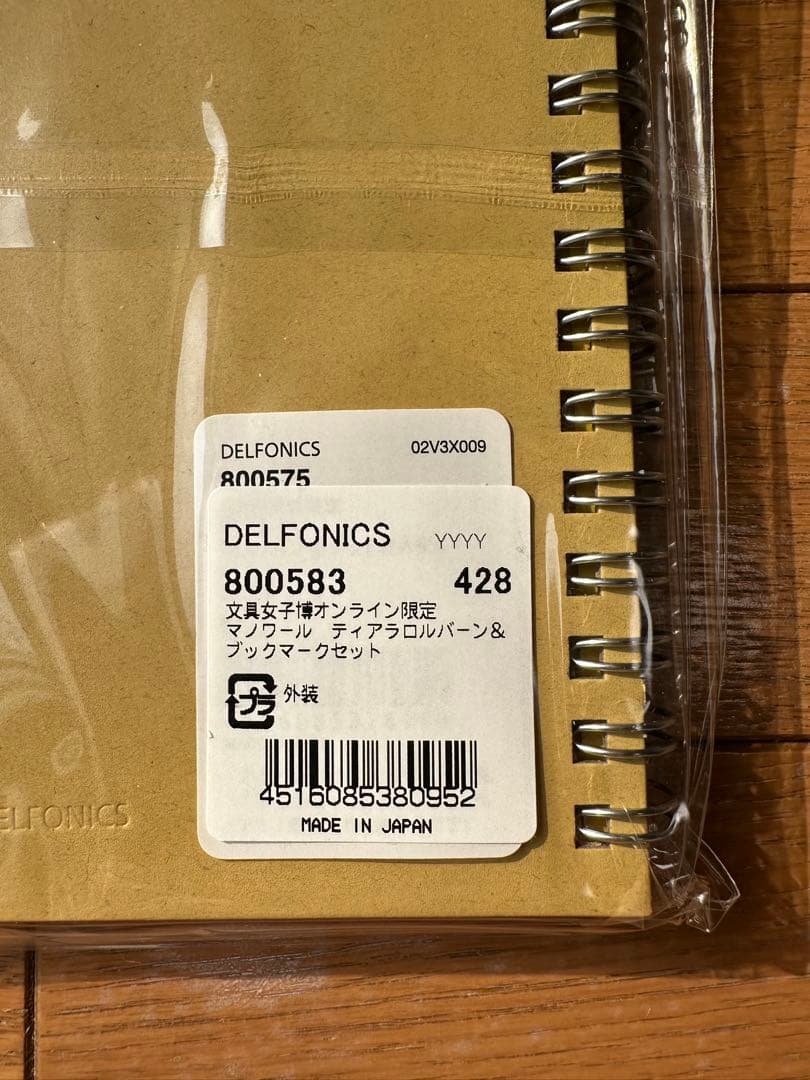 DELFONICS 02V3X009
800575
DELFONICS YYYY
800583 428
文具女子博オンライン限定
マノワール ティアラロルバーン&
ブックマークセット
プラ 外装
4516085380952
MADE IN JAPAN
ELFONICS